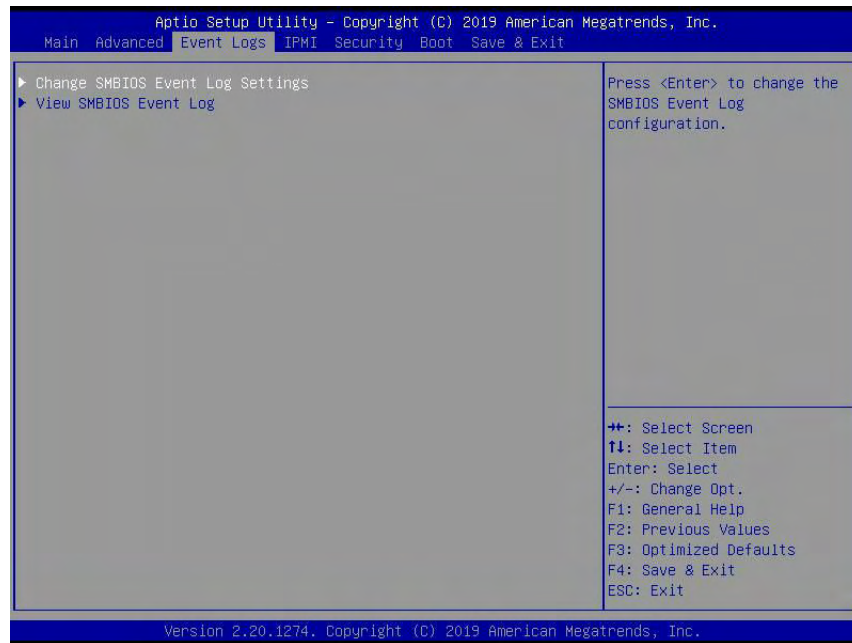 Aptio Setup Utility – Copyright (C) 2019 American Megatrends, Inc.
Main Advanced Event Logs IPMI Security Boot Save & Exit
▶ Change SMBIOS Event Log Settings
▶ View SMBIOS Event Log
Press <Enter> to change the
SMBIOS Event Log
configuration.
→←: Select Screen
↑↓: Select Item
Enter: Select
+/-: Change Opt.
F1: General Help
F2: Previous Values
F3: Optimized Defaults
F4: Save & Exit
ESC: Exit
Version 2.20.1274. Copyright (C) 2019 American Megatrends, Inc.